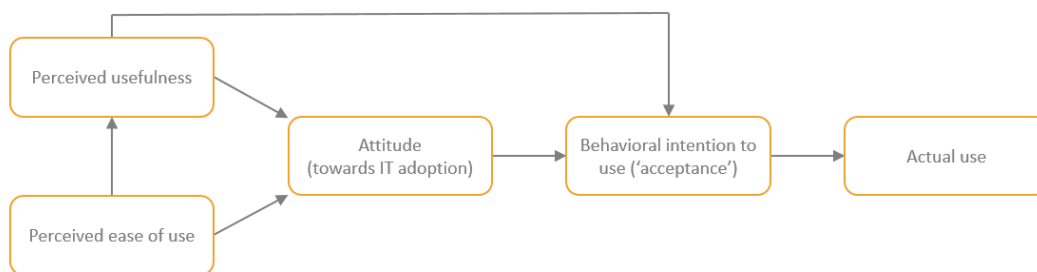 Perceived usefulness
Attitude
(towards IT adoption)
Behavioral intention to
use (‘acceptance’)
Actual use
Perceived ease of use